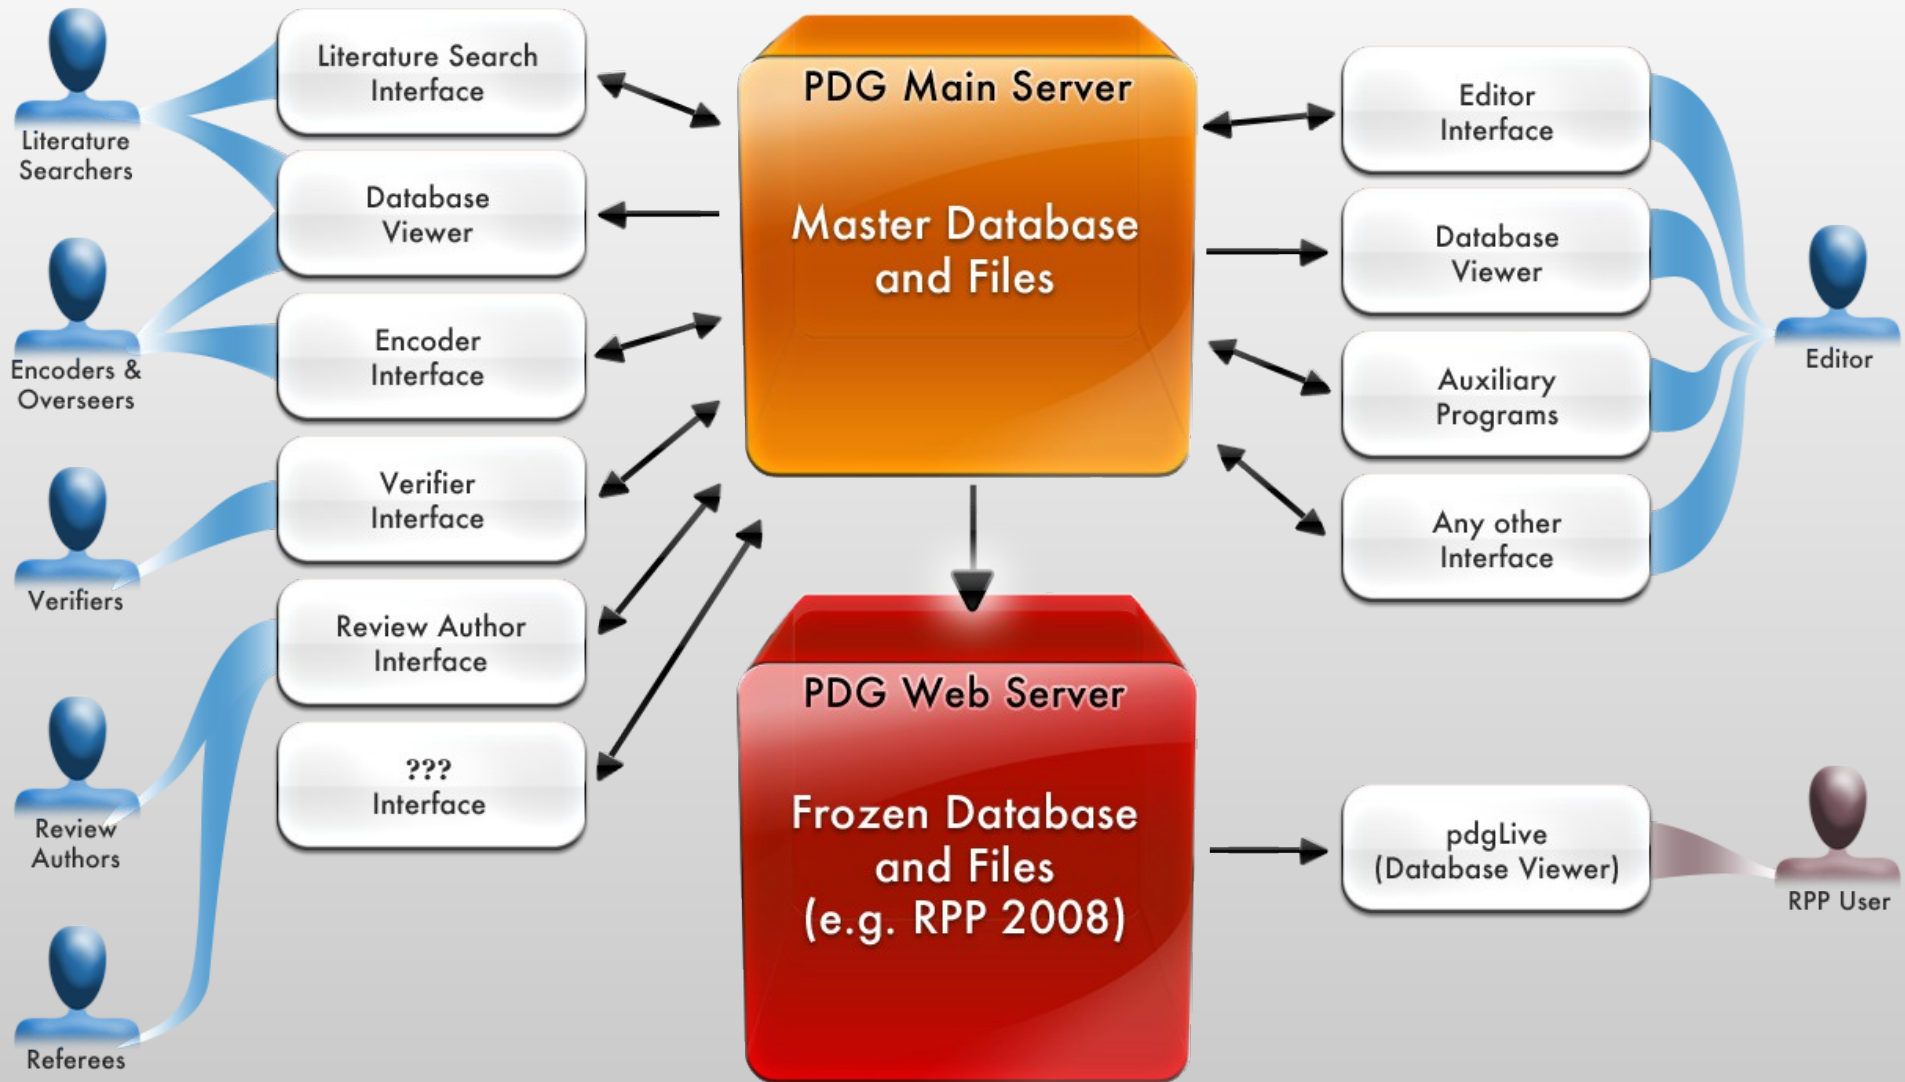 Literature
Searchers
Encoders &
Overseers
Verifiers
Review
Authors
Referees
Literature Search
Interface
Database
Viewer
Encoder
Interface
Verifier
Interface
Review Author
Interface
???
Interface
PDG Main Server
Master Database
and Files
PDG Web Server
Frozen Database
and Files
(e.g. RPP 2008)
Editor
Interface
Database
Viewer
Auxiliary
Programs
Any other
Interface
pdgLive
(Database Viewer)
Editor
RPP User